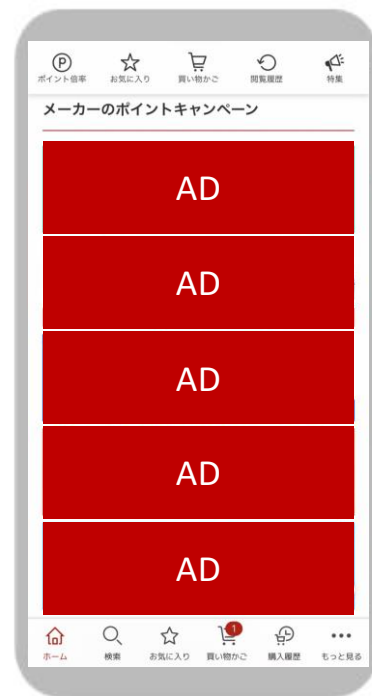 P
ポイント倍率 お気に入り 買い物かご 閲覧履歴 特集
メーカーのポイントキャンペーン
AD
AD
AD
AD
AD
1
ホーム 検索 お気に入り 買い物かご 購入履歴 もっと見る